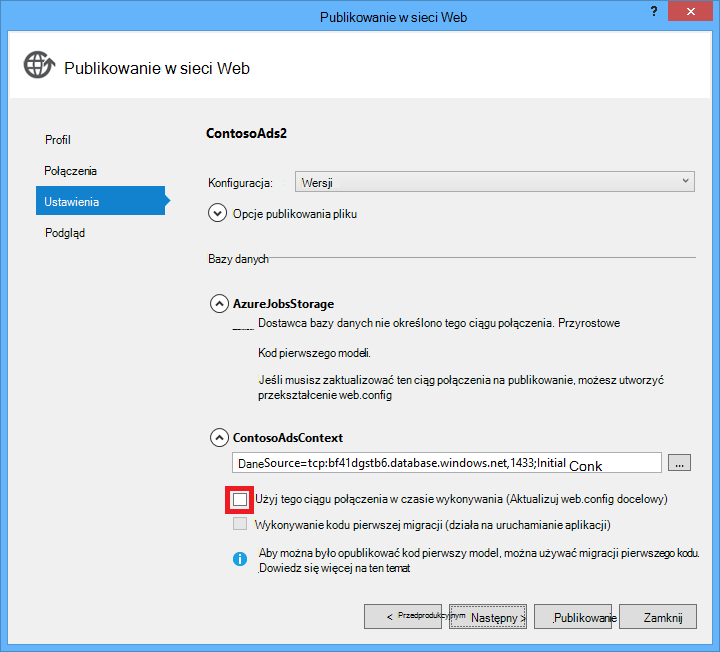 Publikowanie w sieci Web
?
Publikowanie w sieci Web
Profil
Połączenia
Ustawienia
Podgląd
ContosoAds2
Konfiguracja: Wersji
Opcje publikowania pliku
Bazy danych
AzureJobsStorage
Dostawca bazy danych nie określono tego ciągu połączenia. Przyrostowe
Kod pierwszego modeli.
Jeśli musisz zaktualizować ten ciąg połączenia na publikowanie, możesz utworzyć
przekształcenie web.config
ContosoAdsContext
DaneSource=tcp:bf41dgstb6.database.windows.net,1433;Initial Conk
...
Użyj tego ciągu połączenia w czasie wykonywania (Aktualizuj web.config docelowy)
Wykonywanie kodu pierwszej migracji (działa na uruchamianie aplikacji)
Aby można było opublikować kod pierwszy model, można używać migracji pierwszego kodu.
Dowiedz się więcej na ten temat
< Przedprodukcyjnym Następny > Publikowanie Zamknij